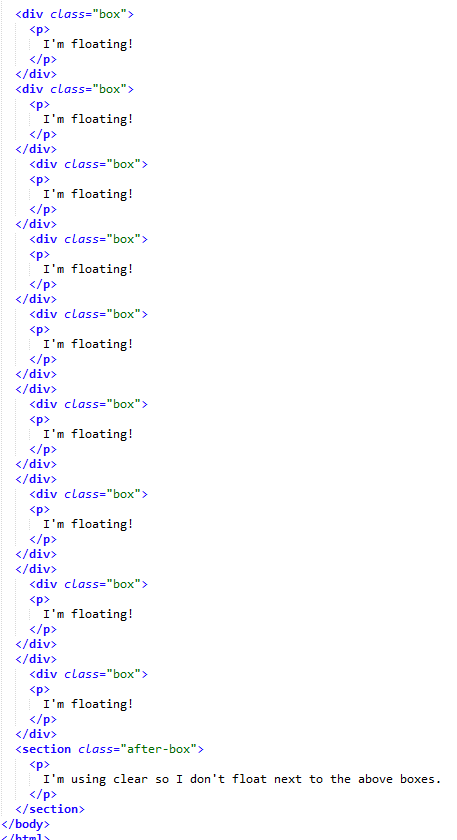 <div class="box">
<p>
I'm floating!
</p>
</div>
<div class="box">
<p>
I'm floating!
</p>
</div>
<div class="box">
<p>
I'm floating!
</p>
</div>
<div class="box">
<p>
I'm floating!
</p>
</div>
<div class="box">
<p>
I'm floating!
</p>
</div>
</div>
<div class="box">
<p>
I'm floating!
</p>
</div>
</div>
<div class="box">
<p>
I'm floating!
</p>
</div>
</div>
<div class="box">
<p>
I'm floating!
</p>
</div>
</div>
<div class="box">
<p>
I'm floating!
</p>
</div>
<section class="after-box">
<p>
I'm using clear so I don't float next to the above boxes.
</p>
</section>
</body>
</html>